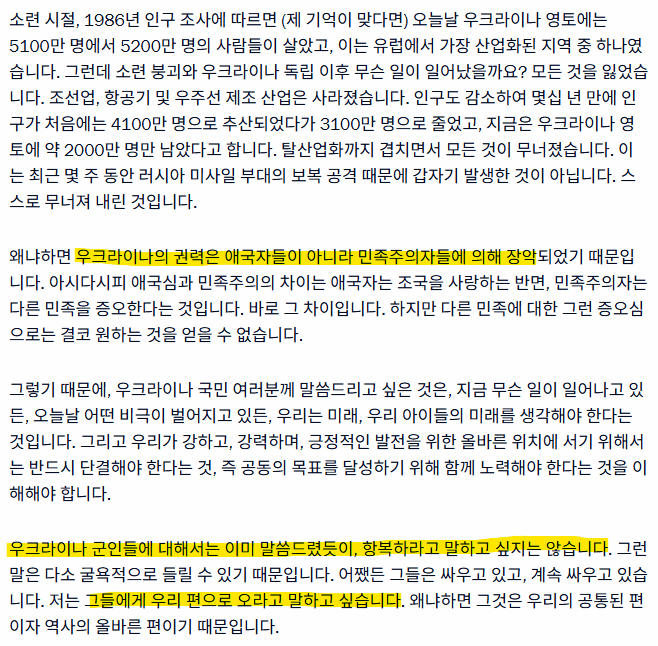 소련 시절, 1986년 인구 조사에 따르면 (제 기억이 맞다면) 오늘날 우크라이나 영토에는
5100만 명에서 5200만 명의 사람들이 살았고, 이는 유럽에서 가장 산업화된 지역 중 하나였
습니다. 그런데 소련 붕괴와 우크라이나 독립 이후 무슨 일이 일어났을까요? 모든 것을 잃었습
니다. 조선업, 항공기 및 우주선 제조 산업은 사라졌습니다. 인구도 감소하여 몇십 년 만에 인
구가 처음에는 4100만 명으로 추산되었다가 3100만 명으로 줄었고, 지금은 우크라이나 영
토에 약 2000만 명만 남았다고 합니다. 탈산업화까지 겹치면서 모든 것이 무너졌습니다. 이
는 최근 몇 주 동안 러시아 미사일 부대의 보복 공격 때문에 갑자기 발생한 것이 아닙니다. 스
스로 무너져 내린 것입니다.
왜냐하면 우크라이나의 권력은 애국자들이 아니라 민족주의자들에 의해 장악되었기 때문입
니다. 아시다시피 애국심과 민족주의의 차이는 애국자는 조국을 사랑하는 반면, 민족주의자는
다른 민족을 증오한다는 것입니다. 바로 그 차이입니다. 하지만 다른 민족에 대한 그런 증오심
으로는 결코 원하는 것을 얻을 수 없습니다.
그렇기 때문에, 우크라이나 국민 여러분께 말씀드리고 싶은 것은, 지금 무슨 일이 일어나고 있
든, 오늘날 어떤 비극이 벌어지고 있든, 우리는 미래, 우리 아이들의 미래를 생각해야 한다는
것입니다. 그리고 우리가 강하고, 강력하며, 긍정적인 발전을 위한 올바른 위치에 서기 위해서
는 반드시 단결해야 한다는 것, 즉 공동의 목표를 달성하기 위해 함께 노력해야 한다는 것을 이
해해야 합니다.
우크라이나 군인들에 대해서는 이미 말씀드렸듯이, 항복하라고 말하고 싶지는 않습니다. 그런
말은 다소 굴욕적으로 들릴 수 있기 때문입니다. 어쨌든 그들은 싸우고 있고, 계속 싸우고 있습
니다. 저는 그들에게 우리 편으로 오라고 말하고 싶습니다. 왜냐하면 그것은 우리의 공통된 편
이자 역사의 올바른 편이기 때문입니다.